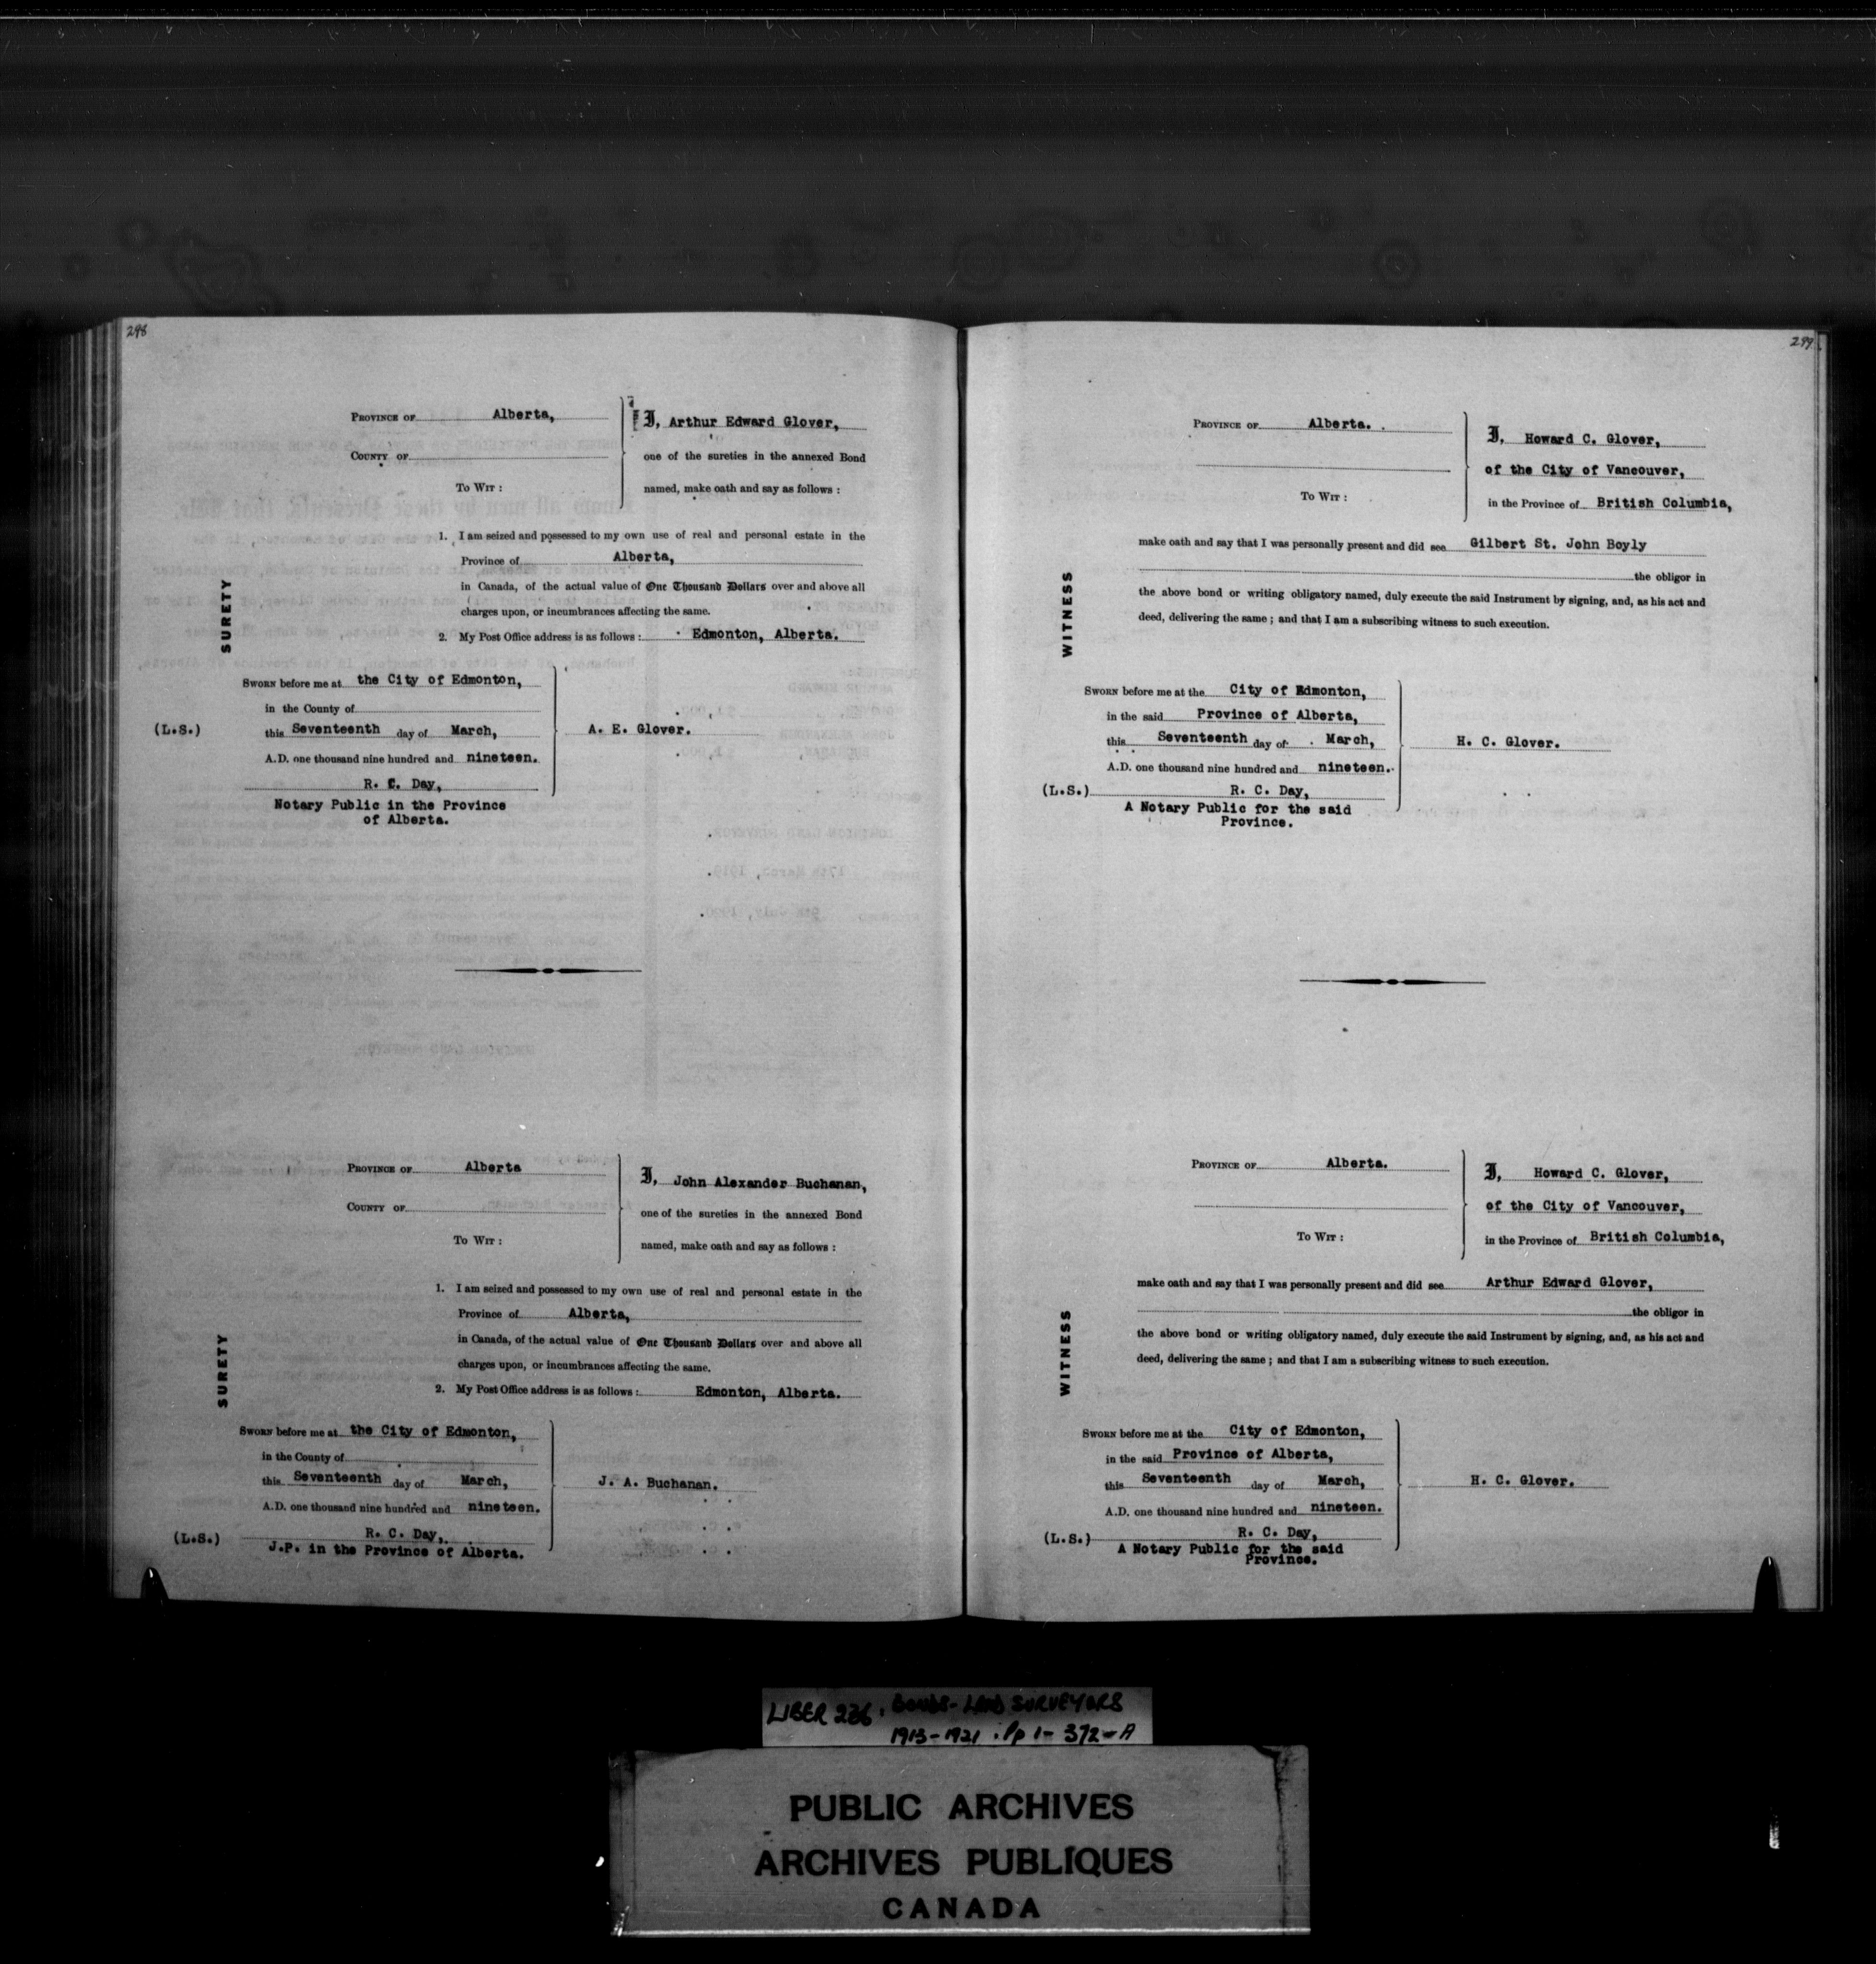 298
PROVINCE OF Alberta,
COUNTY OF
TO WIT :
I, Arthur Edward Glover,
one of the sureties in the annexed Bond
named, make oath and say as follows :
1. I am seized and possessed to my own use of real and personal estate in the
Province of Alberta,
in Canada, of the actual value of One Thousand Dollars over and above all
charges upon, or incumbrances affecting the same.
2. My Post Office address is as follows : Edmonton, Alberta.
SURETY
SWORN before me at the City of Edmonton,
in the County of
(L.S.) this Seventeenth day of March,
A. E. Glover.
A.D. one thousand nine hundred and nineteen.
R. C. Day,
Notary Public in the Province
of Alberta.
PROVINCE OF Alberta
COUNTY OF
TO WIT :
I, John Alexander Buchanan,
one of the sureties in the annexed Bond
named, make oath and say as follows :
1. I am seized and possessed to my own use of real and personal estate in the
Province of Alberta,
in Canada, of the actual value of One Thousand Dollars over and above all
charges upon, or incumbrances affecting the same.
2. My Post Office address is as follows : Edmonton, Alberta.
SURETY
SWORN before me at the City of Edmonton,
in the County of
this Seventeenth day of March,
J. A. Buchanan.
A.D. one thousand nine hundred and nineteen.
(L.S.) R. C. Day,
J.P. in the Province of Alberta.
299
PROVINCE OF Alberta.
TO WIT :
I, Howard C. Glover,
of the City of Vancouver,
in the Province of British Columbia,
make oath and say that I was personally present and did see Gilbert St. John Boyly
the obligor in
the above bond or writing obligatory named, duly execute the said Instrument by signing, and, as his act and
deed, delivering the same ; and that I am a subscribing witness to such execution.
WITNESS
SWORN before me at the City of Edmonton,
in the said Province of Alberta,
this Seventeenth day of March,
H. C. Glover.
A.D. one thousand nine hundred and nineteen.
(L.S.) R. C. Day,
A Notary Public for the said
Province.
PROVINCE OF Alberta.
TO WIT :
I, Howard C. Glover,
of the City of Vancouver,
in the Province of British Columbia,
make oath and say that I was personally present and did see Arthur Edward Glover,
the obligor in
the above bond or writing obligatory named, duly execute the said Instrument by signing, and, as his act and
deed, delivering the same ; and that I am a subscribing witness to such execution.
WITNESS
SWORN before me at the City of Edmonton,
in the said Province of Alberta,
this Seventeenth day of March,
H. C. Glover.
A.D. one thousand nine hundred and nineteen.
(L.S.) R. C. Day,
A Notary Public for the said
Province.
LIBER 236. BONDS - LAND SURVEYORS
1913-1921. Pp 1- 372-A
PUBLIC ARCHIVES
ARCHIVES PUBLIQUES
CANADA